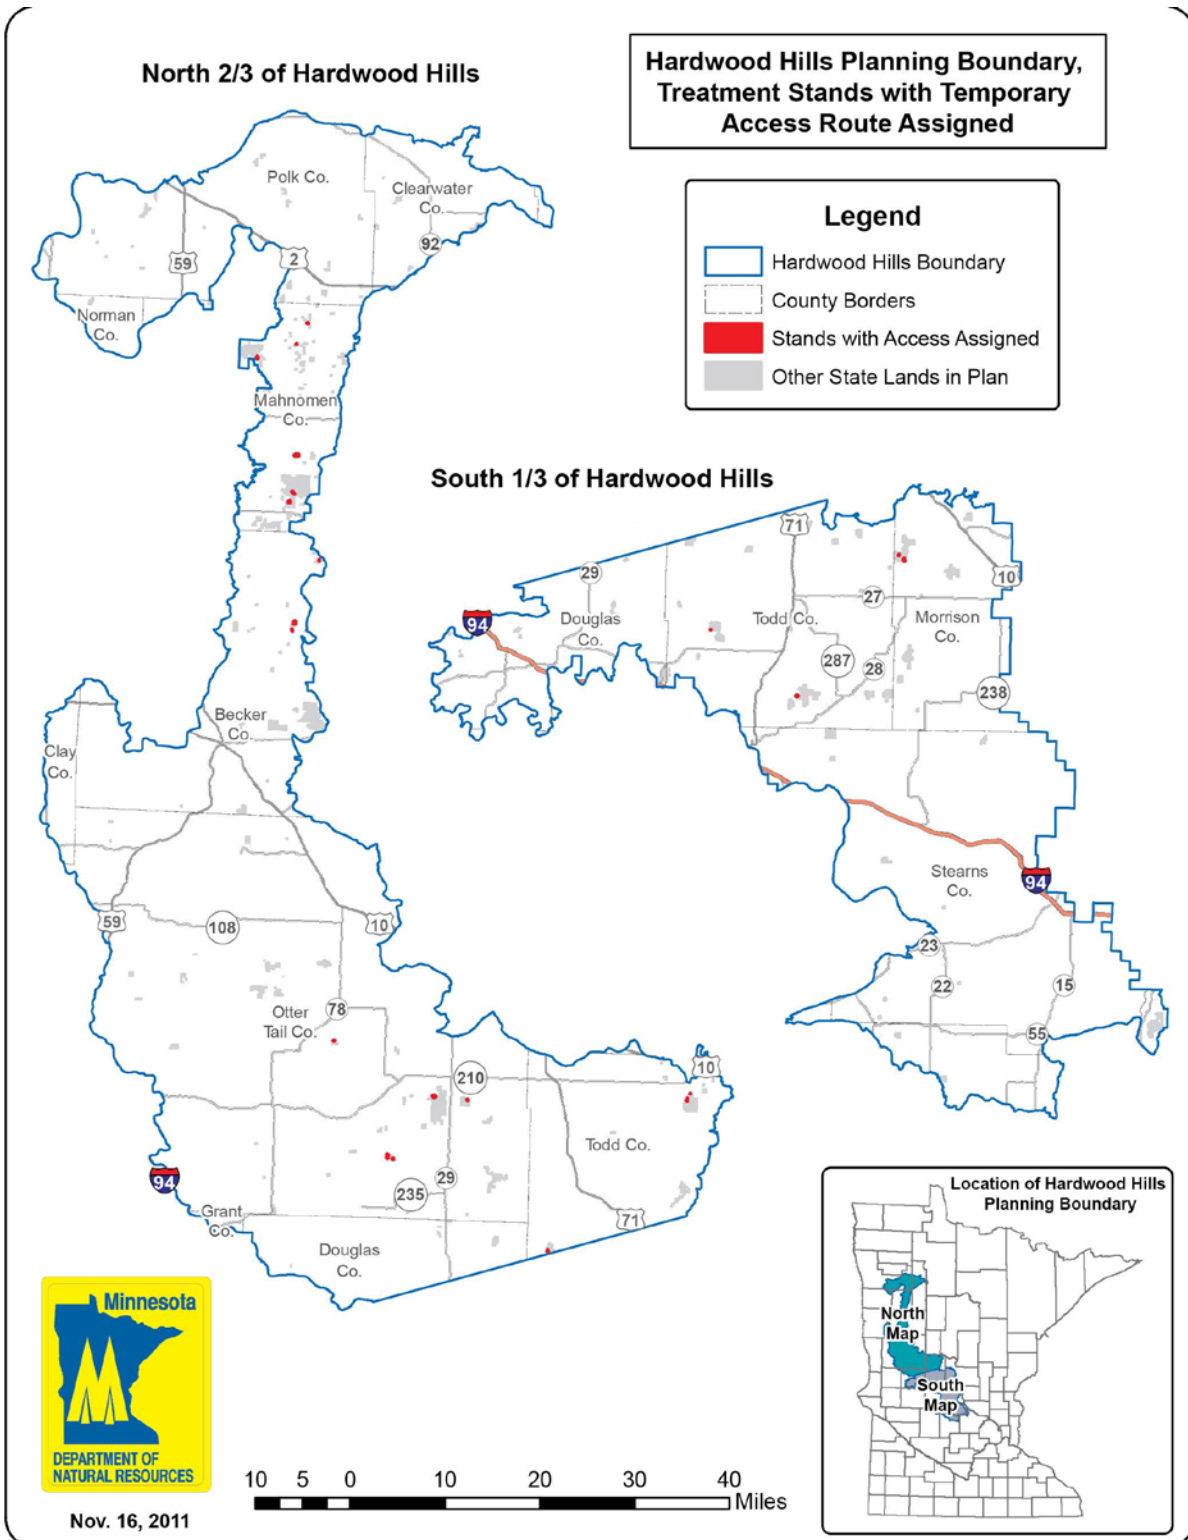 North 2/3 of Hardwood Hills
Hardwood Hills Planning Boundary,
Treatment Stands with Temporary
Access Route Assigned
Legend
Hardwood Hills Boundary
County Borders
Stands with Access Assigned
Other State Lands in Plan
Polk Co.
Clearwater
Co.
92
59
2
Norman
Co.
Mahnomen
Co.
Becker
Co.
Clay
Co.
59
108
10
Otter
Tail Co.
78
210
10
Todd Co.
94
235
29
71
Grant
Co.
Douglas
Co.
South 1/3 of Hardwood Hills
71
29
10
27
94
Douglas
Co.
Todd Co.
Morrison
Co.
287
28
238
Stearns
Co.
94
23
22
15
55
Location of Hardwood Hills
Planning Boundary
North
Map
South
Map
Minnesota
DEPARTMENT OF
NATURAL RESOURCES
Nov. 16, 2011
10 5 0 10 20 30 40
Miles